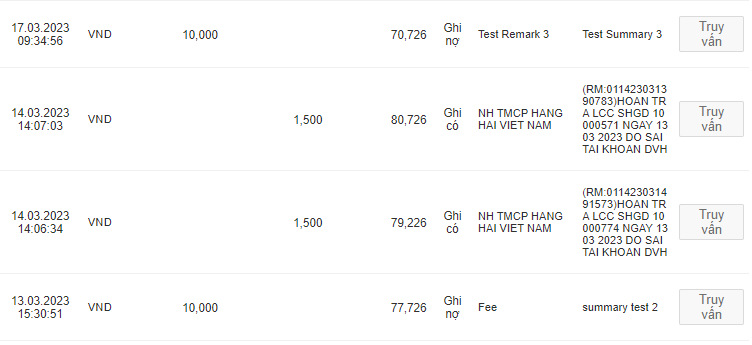 17.03.2023 09:34:56 VND 10,000 70,726 Ghi nợ Test Remark 3 Test Summary 3 Truy vấn
14.03.2023 14:07:03 VND 1,500 80,726 Ghi có NH TMCP HANG HAI VIET NAM (RM:0114230313
90783)HOAN TR
A LCC SHGD 10
000571 NGAY 13
03 2023 DO SAI
TAI KHOAN DVH
Truy vấn
14.03.2023 14:06:34 VND 1,500 79,226 Ghi có NH TMCP HANG HAI VIET NAM (RM:0114230314
91573)HOAN TR
A LCC SHGD 10
000774 NGAY 13
03 2023 DO SAI
TAI KHOAN DVH
Truy vấn
13.03.2023 15:30:51 VND 10,000 77,726 Ghi nợ Fee summary test 2 Truy vấn